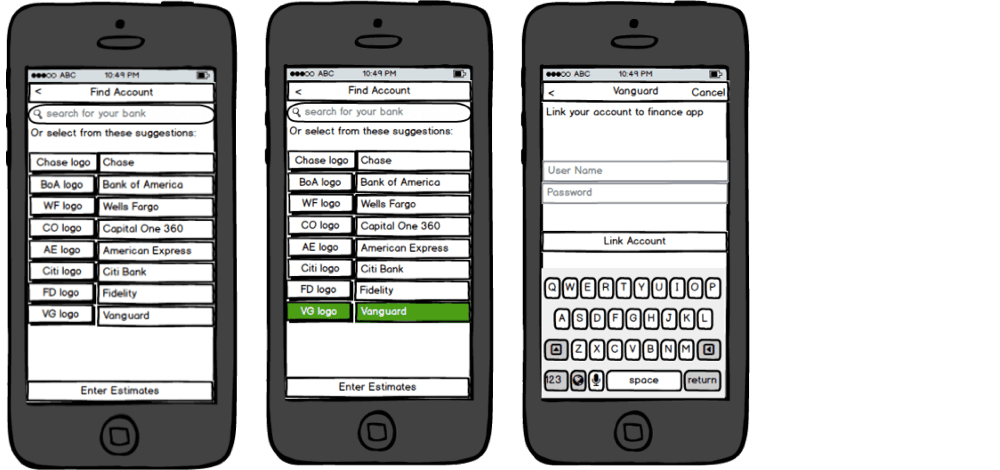 ●●●○○ ABC 10:49 PM
< Find Account
search for your bank
Or select from these suggestions:
Chase logo Chase
BoA logo Bank of America
WF logo Wells Fargo
CO logo Capital One 360
AE logo American Express
Citi logo Citi Bank
FD logo Fidelity
VG logo Vanguard
Enter Estimates
●●●○○ ABC 10:49 PM
< Find Account
search for your bank
Or select from these suggestions:
Chase logo Chase
BoA logo Bank of America
WF logo Wells Fargo
CO logo Capital One 360
AE logo American Express
Citi logo Citi Bank
FD logo Fidelity
VG logo Vanguard
Enter Estimates
●●●○○ ABC 10:49 PM
< Vanguard Cancel
Link your account to finance app
User Name
Password
Link Account
Q W E R T Y U I O P
A S D F G H J K L
Z X C V B N M
123 space return